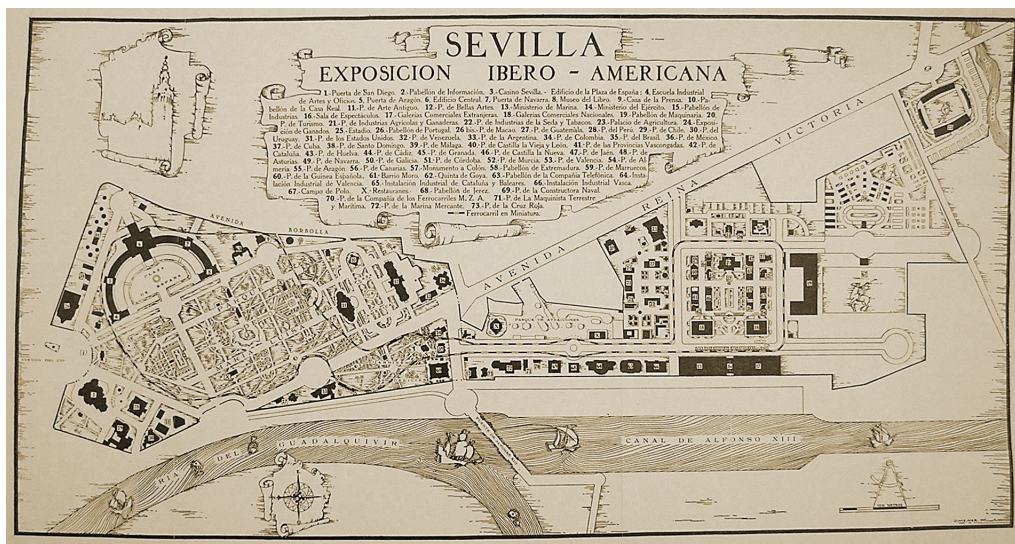 SEVILLA
EXPOSICION IBERO - AMERICANA
1.-Puerta de San Diego. 2.-Pabellón de Información. 3.-Casino Sevilla.- Edificio de la Plaza de España; 4, Escuela Industrial
de Artes y Oficios. 5, Puerta de Aragón. 6, Edificio Central. 7, Puerta de Navarra. 8, Museo del Libro. 9.-Casa de la Prensa. 10.-Pa-
bellón de la Casa Real. 11.-P. de Arte Antiguo. 12.-P. de Bellas Artes. 13.-Ministerio de Marina. 14.-Ministerio del Ejército. 15.-Pabellón de
Industrias. 16.-Sala de Espectáculos. 17.-Galerías Comerciales Extranjeras. 18.-Galerías Comerciales Nacionales. 19.-Pabellón de Maquinaria. 20.
P. de Turismo. 21.-P. de Industrias Agrícolas y Ganaderas. 22.-P. de Industrias de la Seda y Tabacos. 23.-Palacio de Agricultura. 24.-Exposi-
ción de Ganados. 25.-Estadio. 26.-Pabellón de Portugal. 26 bis.-P. de Macao. 27.-P. de Guatemala. 28.-P. del Perú. 29.-P. de Chile. 30.-P. del
Uruguay. 31.-P. de los Estados Unidos. 32.-P. de Venezuela. 33.-P. de la Argentina. 34.-P. de Colombia. 35.-P. del Brasil. 36.-P. de México.
37.-P. de Cuba. 38.-P. de Santo Domingo. 39.-P. de Málaga. 40.-P. de Castilla la Vieja y León. 41.-P. de las Provincias Vascongadas. 42.-P. de
Cataluña. 43.-P. de Huelva. 44.-P. de Cádiz. 45.-P. de Granada. 46.-P. de Castilla la Nueva. 47.-P. de Jaén. 48.-P. de
Asturias. 49.-P. de Navarra. 50.-P. de Galicia. 51.-P. de Córdoba. 52.-P. de Murcia. 53.-P. de Valencia. 54.-P. de Al-
mería. 55.-P. de Aragón. 56.-P. de Canarias. 57.-Monumento a Colón. 58.-Pabellón de Extremadura. 59.-P. de Marruecos.
60.-P. de la Guinea Española. 61.-Barrio Moro. 62.-Quinta de Goya. 63.-Pabellón de la Compañía Telefónica. 64.-Insta-
lación Industrial de Valencia. 65.-Instalación Industrial de Cataluña y Baleares. 66.-Instalación Industrial Vasca.
67.-Campo de Polo. X.-Restauranes. 68.-Pabellón de Jerez. 69.-P. de la Constructora Naval.
70.-P. de la Compañía de los Ferrocarriles M. Z. A. 71.-P. de La Maquinista Terrestre
y Marítima. 72.-P. de la Marina Mercante. 73.-P. de la Cruz Roja.
Ferrocarril en Miniatura.
AVENIDA
BORBOLLA
AVENIDA REINA VICTORIA
RIA DEL GUADALQUIVIR
CANAL DE ALFONSO XIII